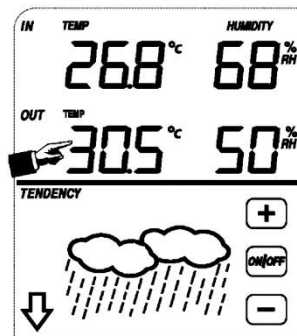 IN TEMP HUMIDITY
26.8 °C 68 % RH
OUT TEMP
30.5 °C 50 % RH
TENDENCY
+
ON/OFF
−